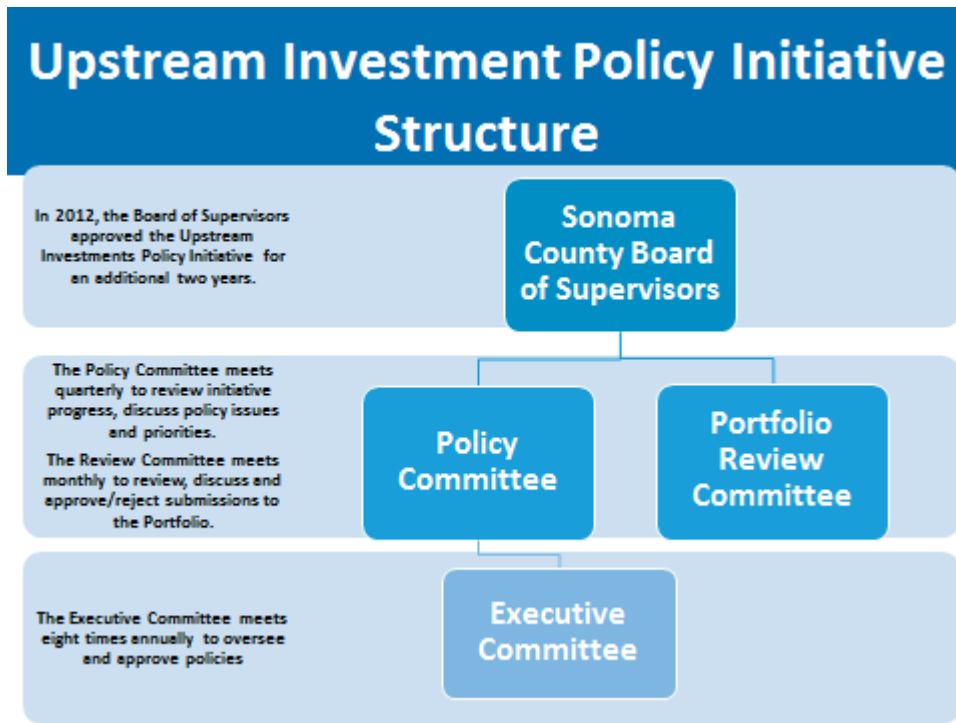 Upstream Investment Policy Initiative
Structure
In 2012, the Board of Supervisors
approved the Upstream
Investments Policy Initiative for
an additional two years.
Sonoma
County Board
of Supervisors
The Policy Committee meets
quarterly to review initiative
progress, discuss policy issues
and priorities.
The Review Committee meets
monthly to review, discuss and
approve/reject submissions to
the Portfolio.
Policy
Committee
Portfolio
Review
Committee
The Executive Committee meets
eight times annually to oversee
and approve policies
Executive
Committee